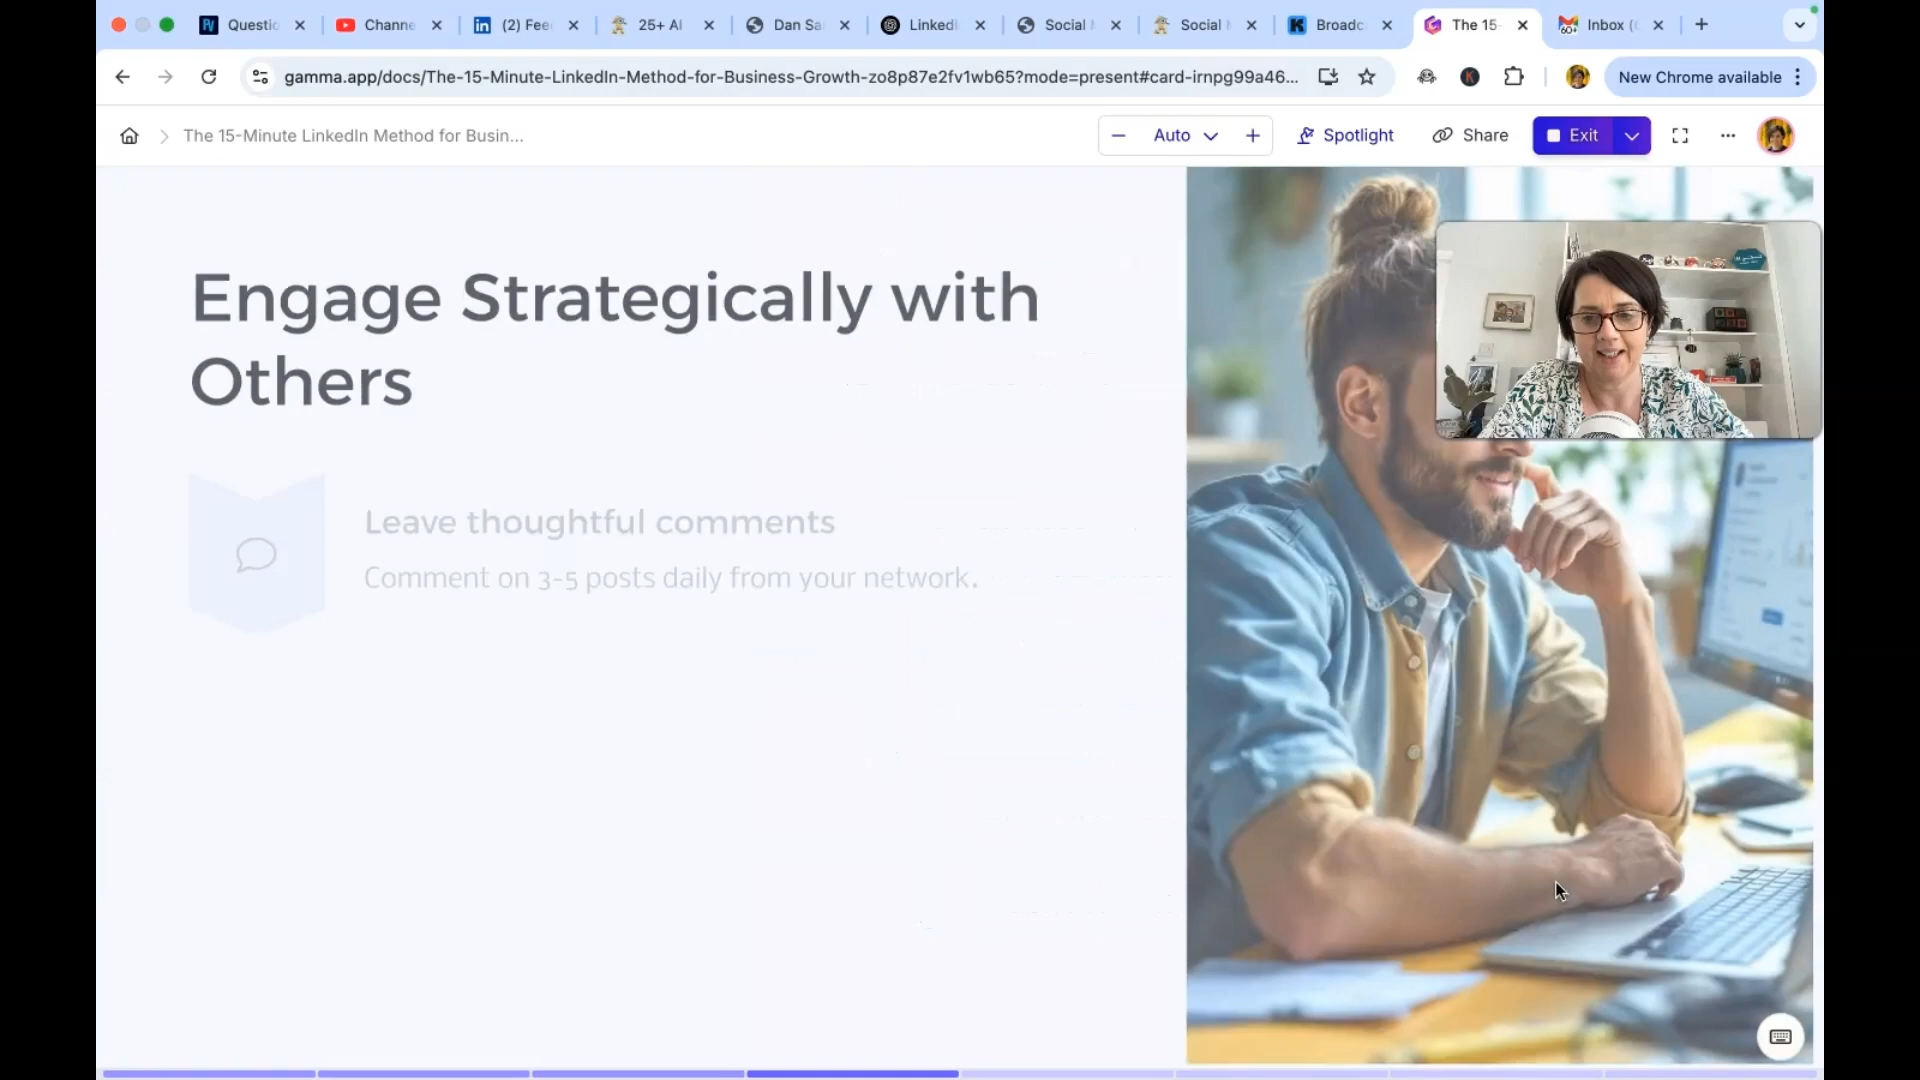 Questio
Channe
(2) Fee
25+ AI
Dan Sa
Linkedi
Social
Social
Broadc
The 15-
Inbox (
gamma.app/docs/The-15-Minute-LinkedIn-Method-for-Business-Growth-zo8p87e2fv1wb65?mode=present#card-irnpg99a46...
New Chrome available
The 15-Minute LinkedIn Method for Busin...
Auto
Spotlight
Share
Exit
Engage Strategically with
Others
Leave thoughtful comments
Comment on 3-5 posts daily from your network.